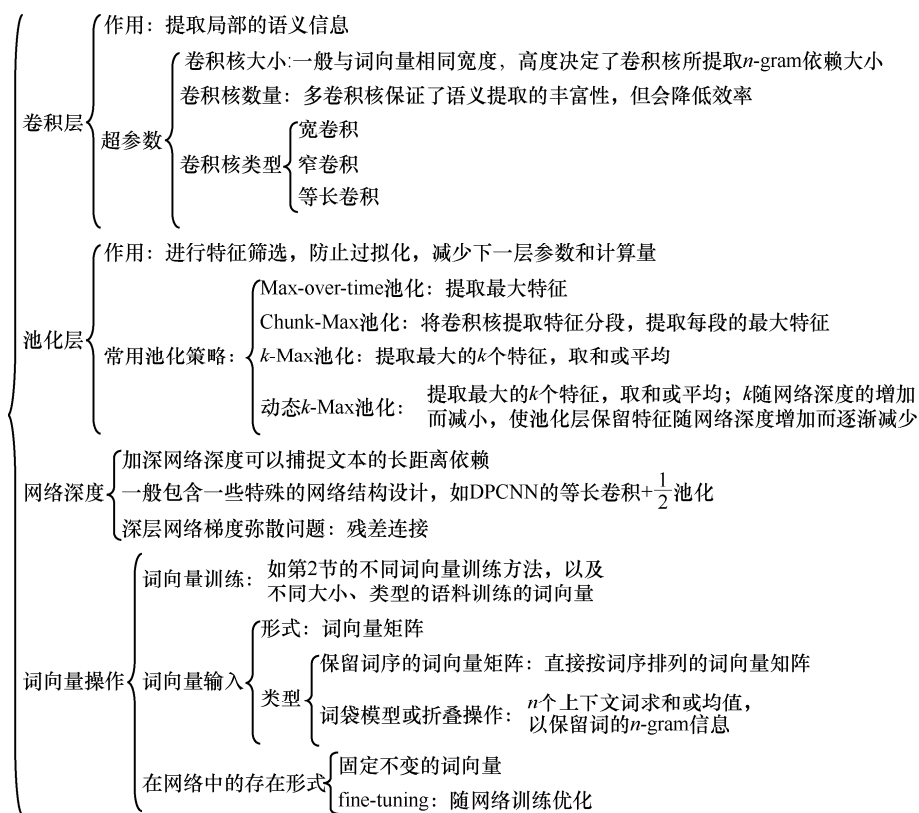 作用：提取局部的语义信息
卷积核大小:一般与词向量相同宽度，高度决定了卷积核所提取n-gram依赖大小
卷积核数量：多卷积核保证了语义提取的丰富性，但会降低效率
卷积层
超参数
宽卷积
卷积核类型
窄卷积
等长卷积
作用：进行特征筛选，防止过拟化，减少下一层参数和计算量
Max-over-time池化：提取最大特征
Chunk-Max池化：将卷积核提取特征分段，提取每段的最大特征
池化层
常用池化策略：
k-Max池化：提取最大的k个特征，取和或平均
动态k-Max池化：
提取最大的k个特征，取和或平均；k随网络深度的增加
而减小，使池化层保留特征随网络深度增加而逐渐减少
加深网络深度可以捕捉文本的长距离依赖
网络深度
一般包含一些特殊的网络结构设计，如DPCNN的等长卷积+1/2池化
深层网络梯度弥散问题：残差连接
词向量训练：
如第2节的不同词向量训练方法，以及
不同大小、类型的语料训练的词向量
形式：词向量矩阵
词向量操作
词向量输入
类型
保留词序的词向量矩阵：直接按词序排列的词向量知阵
词袋模型或折叠操作：
n个上下文词求和或均值，
以保留词的n-gram信息
在网络中的存在形式
固定不变的词向量
fine-tuning：随网络训练优化